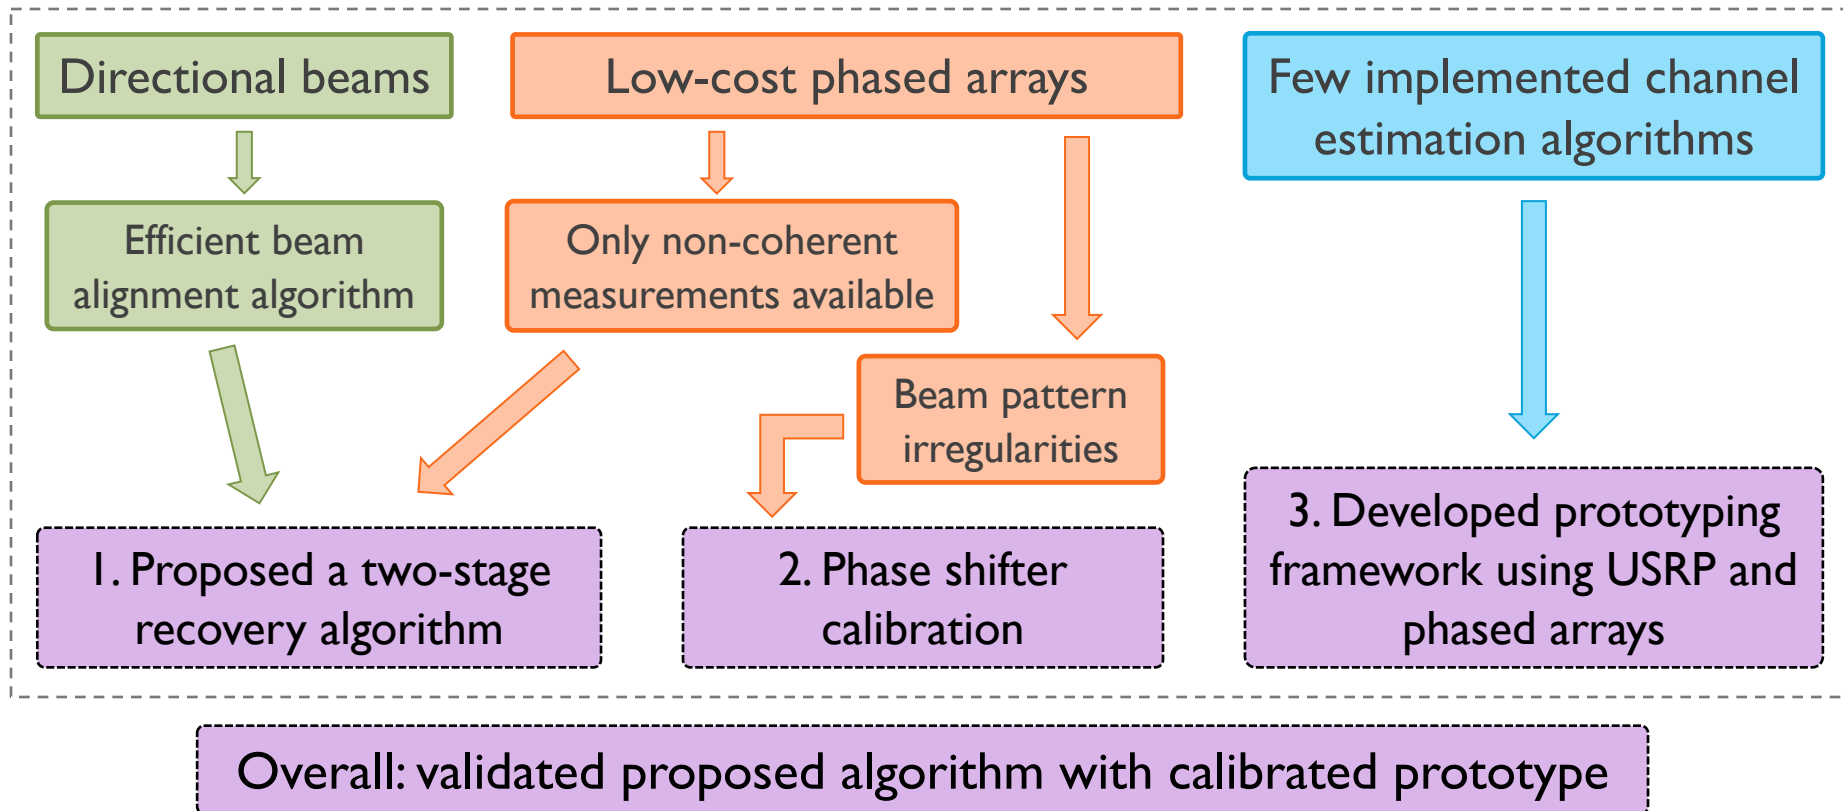 Directional beams
Low-cost phased arrays
Few implemented channel
estimation algorithms
Efficient beam
alignment algorithm
Only non-coherent
measurements available
Beam pattern
irregularities
1. Proposed a two-stage
recovery algorithm
2. Phase shifter
calibration
3. Developed prototyping
framework using USRP and
phased arrays
Overall: validated proposed algorithm with calibrated prototype